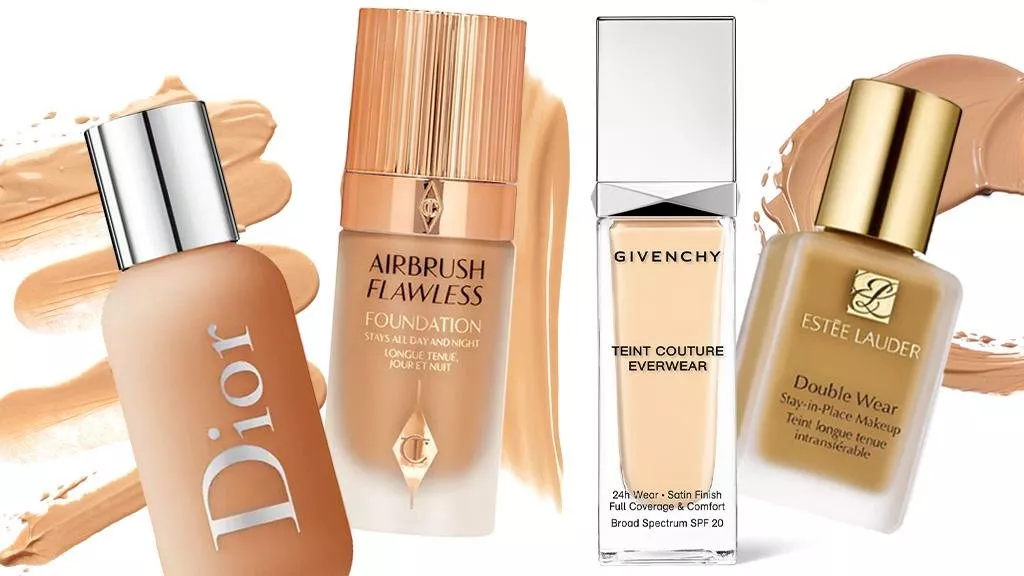 Dior
AIRBRUSH
FLAWLESS
FOUNDATION
STAYS ALL DAY AND NIGHT
LONGUE TENUE,
JOUR ET NUIT
GIVENCHY
TEINT COUTURE
EVERWEAR
24h Wear • Satin Finish
Full Coverage & Comfort
Broad Spectrum SPF 20
ESTĒE LAUDER
Double Wear
Stay-in-Place Makeup
Teint longue tenue
intransférable